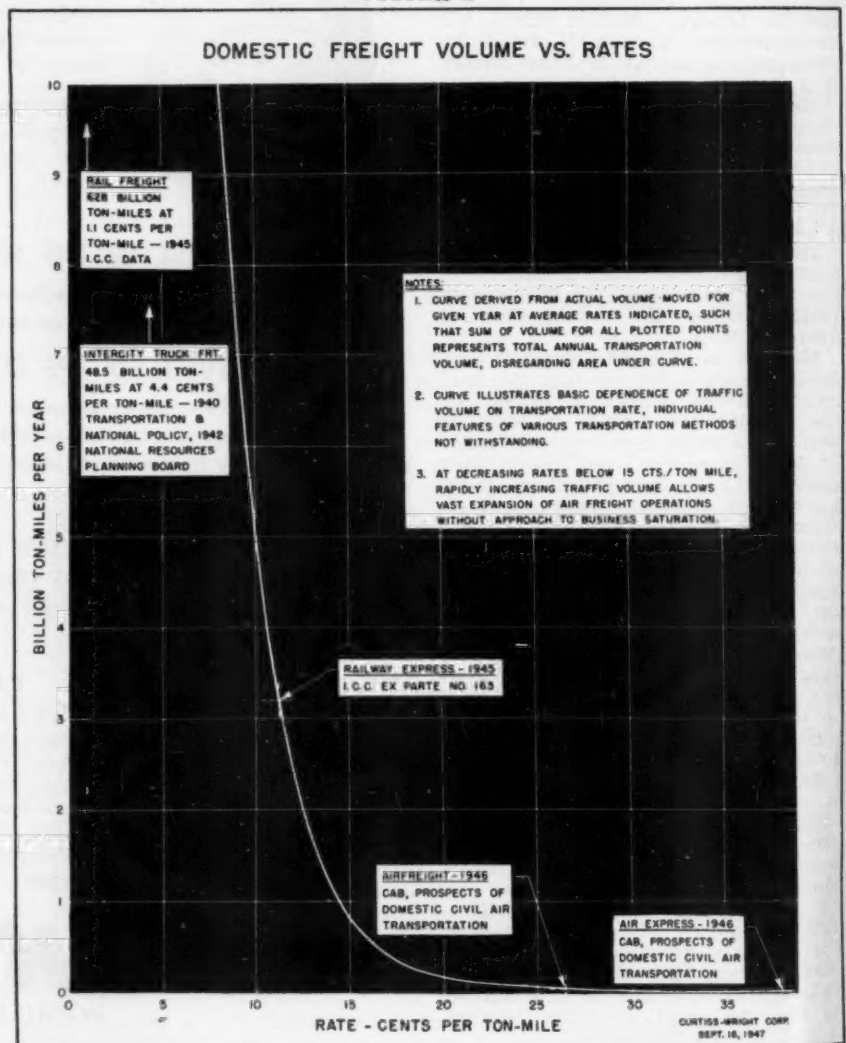 DOMESTIC FREIGHT VOLUME VS. RATES
10
9
8
7
6
5
4
3
2
1
0
BILLION TON-MILES PER YEAR
RAIL FREIGHT
628 BILLION
TON-MILES AT
1.1 CENTS PER
TON-MILE — 1945
I.C.C. DATA
INTERCITY TRUCK FRT.
48.5 BILLION TON-
MILES AT 4.4 CENTS
PER TON-MILE — 1940
TRANSPORTATION &
NATIONAL POLICY, 1942
NATIONAL RESOURCES
PLANNING BOARD
NOTES:
1. CURVE DERIVED FROM ACTUAL VOLUME MOVED FOR
GIVEN YEAR AT AVERAGE RATES INDICATED, SUCH
THAT SUM OF VOLUME FOR ALL PLOTTED POINTS
REPRESENTS TOTAL ANNUAL TRANSPORTATION
VOLUME, DISREGARDING AREA UNDER CURVE.
2. CURVE ILLUSTRATES BASIC DEPENDENCE OF TRAFFIC
VOLUME ON TRANSPORTATION RATE, INDIVIDUAL
FEATURES OF VARIOUS TRANSPORTATION METHODS
NOT WITHSTANDING.
3. AT DECREASING RATES BELOW 15 CTS./TON MILE,
RAPIDLY INCREASING TRAFFIC VOLUME ALLOWS
VAST EXPANSION OF AIR FREIGHT OPERATIONS
WITHOUT APPROACH TO BUSINESS SATURATION.
RAILWAY EXPRESS - 1945
I.C.C. EX PARTE NO. 163
AIRFREIGHT - 1946
CAB, PROSPECTS OF
DOMESTIC CIVIL AIR
TRANSPORTATION
AIR EXPRESS - 1946
CAB, PROSPECTS OF
DOMESTIC CIVIL AIR
TRANSPORTATION
0 5 10 15 20 25 30 35
RATE - CENTS PER TON-MILE
CURTISS-WRIGHT CORP.
SEPT. 16, 1947